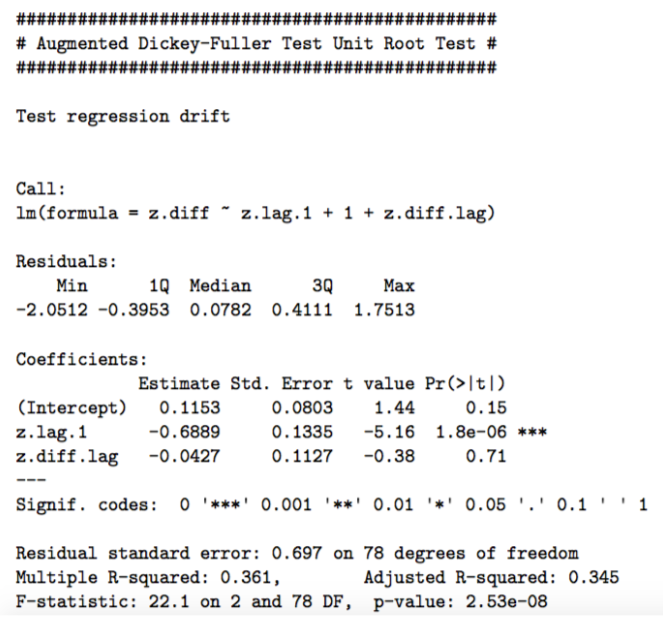 ###############################################
# Augmented Dickey-Fuller Test Unit Root Test #
###############################################
Test regression drift
Call:
lm(formula = z.diff ~ z.lag.1 + 1 + z.diff.lag)
Residuals:
Min 1Q Median 3Q Max
-2.0512 -0.3953 0.0782 0.4111 1.7513
Coefficients:
Estimate Std. Error t value Pr(>|t|)
(Intercept) 0.1153 0.0803 1.44 0.15
z.lag.1 -0.6889 0.1335 -5.16 1.8e-06 ***
z.diff.lag -0.0427 0.1127 -0.38 0.71
---
Signif. codes: 0 '***' 0.001 '**' 0.01 '*' 0.05 '.' 0.1 ' ' 1
Residual standard error: 0.697 on 78 degrees of freedom
Multiple R-squared: 0.361, Adjusted R-squared: 0.345
F-statistic: 22.1 on 2 and 78 DF, p-value: 2.53e-08